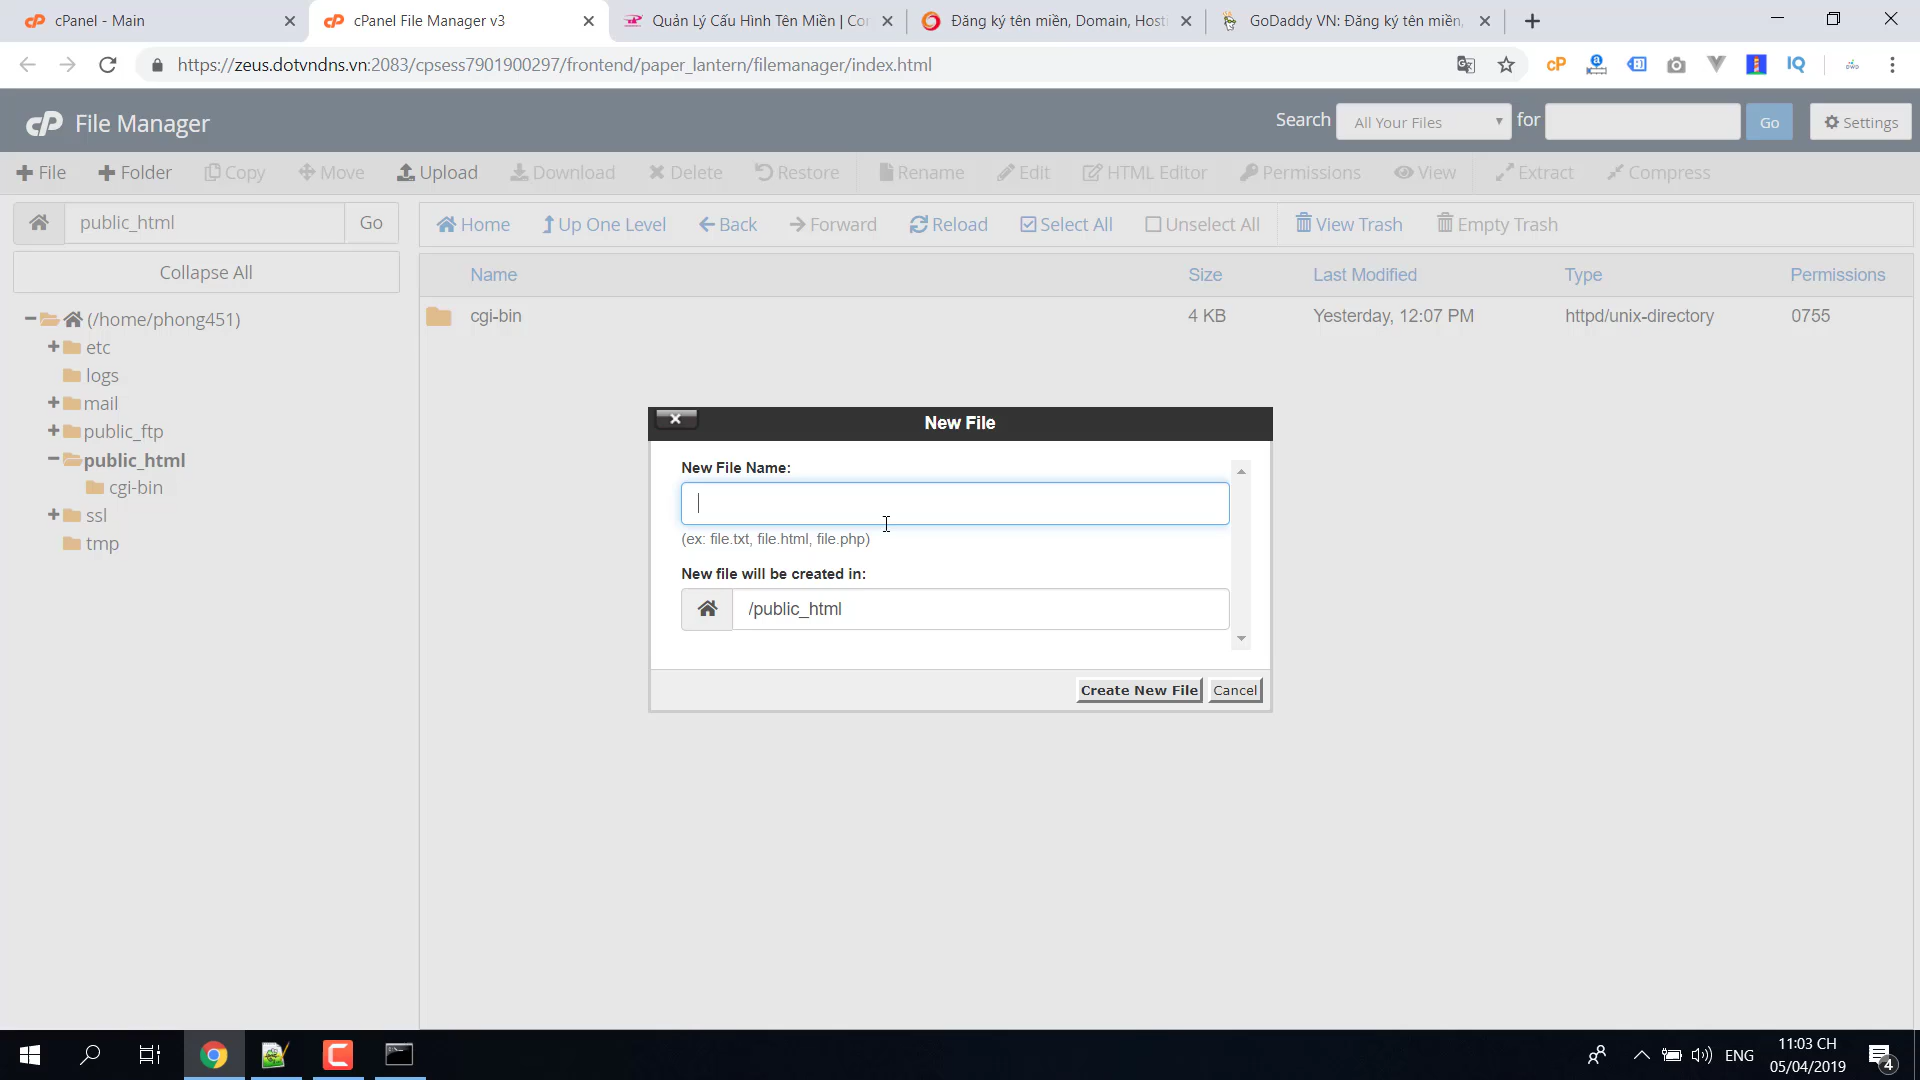 cPanel - Main
cPanel File Manager v3
Quản Lý Cấu Hình Tên Miền | Co
Đăng ký tên miền, Domain, Hosti
GoDaddy VN: Đăng ký tên miền,
https://zeus.dotvndns.vn:2083/cpsess7901900297/frontend/paper_lantern/filemanager/index.html
cP File Manager
Search All Your Files for Go Settings
File Folder Copy Move Upload Download Delete Restore Rename Edit HTML Editor Permissions View Extract Compress
public_html Go
Home Up One Level Back Forward Reload Select All Unselect All View Trash Empty Trash
Collapse All
Name Size Last Modified Type Permissions
cgi-bin 4 KB Yesterday, 12:07 PM httpd/unix-directory 0755
(/home/phong451)
etc
logs
mail
public_ftp
public_html
cgi-bin
ssl
tmp
New File
New File Name:
(ex: file.txt, file.html, file.php)
New file will be created in:
/public_html
Create New File Cancel
ENG
11:03 CH
05/04/2019
4